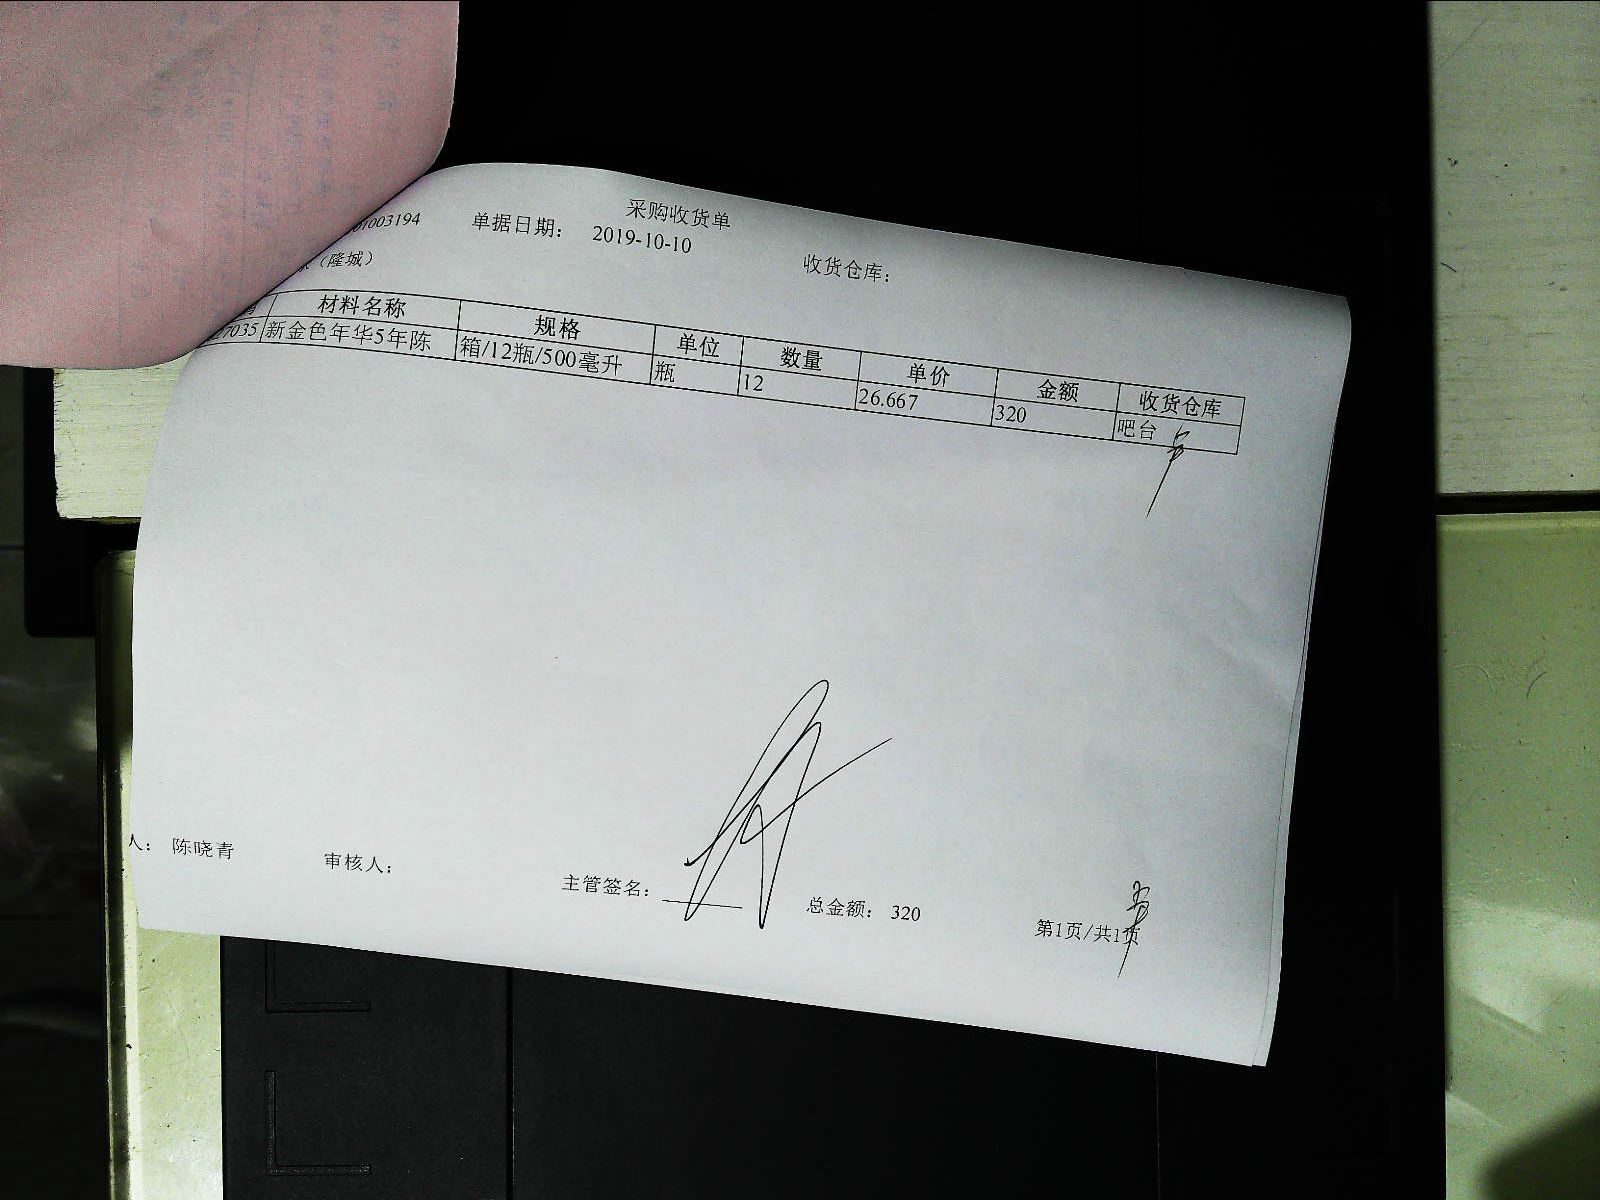 采购收货单
01003194 单据日期： 2019-10-10
（隆城） 收货仓库：
材料名称 规格 单位 数量 单价 金额 收货仓库
27035 新金色年华5年陈 箱/12瓶/500毫升 瓶 12 26.667 320 吧台
人： 陈晓青 审核人： 主管签名： 总金额： 320 第1页/共1页